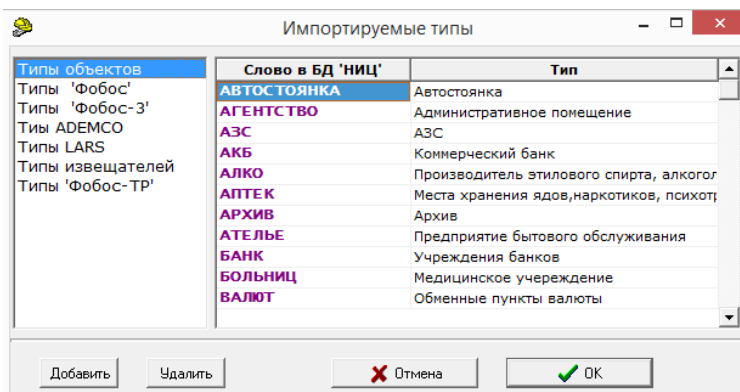 Импортируемые типы
Типы объектов
Типы 'Фобос'
Типы 'Фобос-3'
Тиы ADEMCO
Типы LARS
Типы извещателей
Типы 'Фобос-ТР'
Слово в БД 'НИЦ' Тип
АВТОСТОЯНКА Автостоянка
АГЕНТСТВО Административное помещение
АЗС АЗС
АКБ Коммерческий банк
АЛКО Производитель этилового спирта, алкогол
АПТЕК Места хранения ядов,наркотиков, психотр
АРХИВ Архив
АТЕЛЬЕ Предприятие бытового обслуживания
БАНК Учреждения банков
БОЛЬНИЦ Медицинское учереждение
ВАЛЮТ Обменные пункты валюты
Добавить Удалить Отмена OK